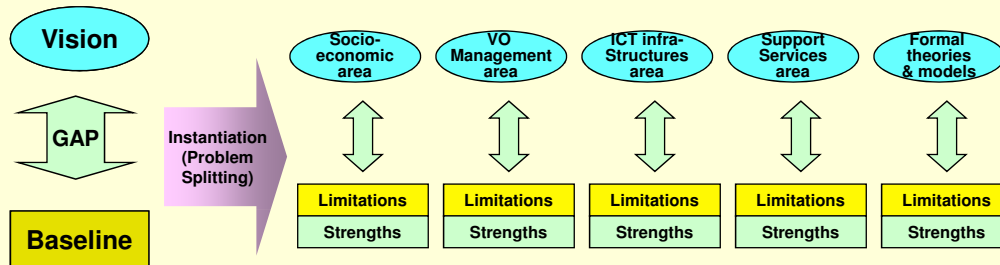 Vision
GAP
Baseline
Instantiation
(Problem
Splitting)
Socio-
economic
area
VO
Management
area
ICT infra-
Structures
area
Support
Services
area
Formal
theories
& models
Limitations
Strengths
Limitations
Strengths
Limitations
Strengths
Limitations
Strengths
Limitations
Strengths